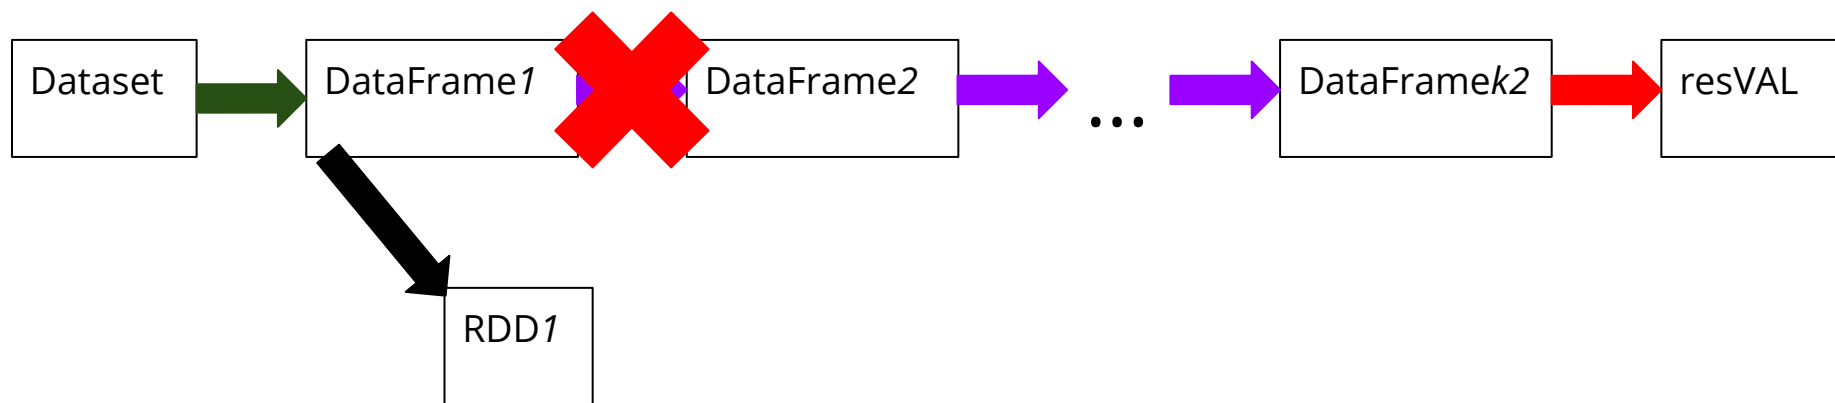 Dataset
DataFrame1
DataFrame2
...
DataFramek2
resVAL
RDD1